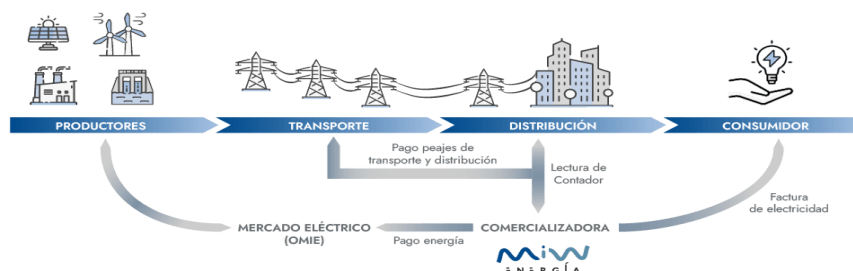 PRODUCTORES
TRANSPORTE
DISTRIBUCIÓN
CONSUMIDOR
Pago peajes de
transporte y distribución
Lectura de
Contador
Factura
de electricidad
MERCADO ELÉCTRICO
(OMIE)
Pago energía
COMERCIALIZADORA
MIW
ENERGÍA